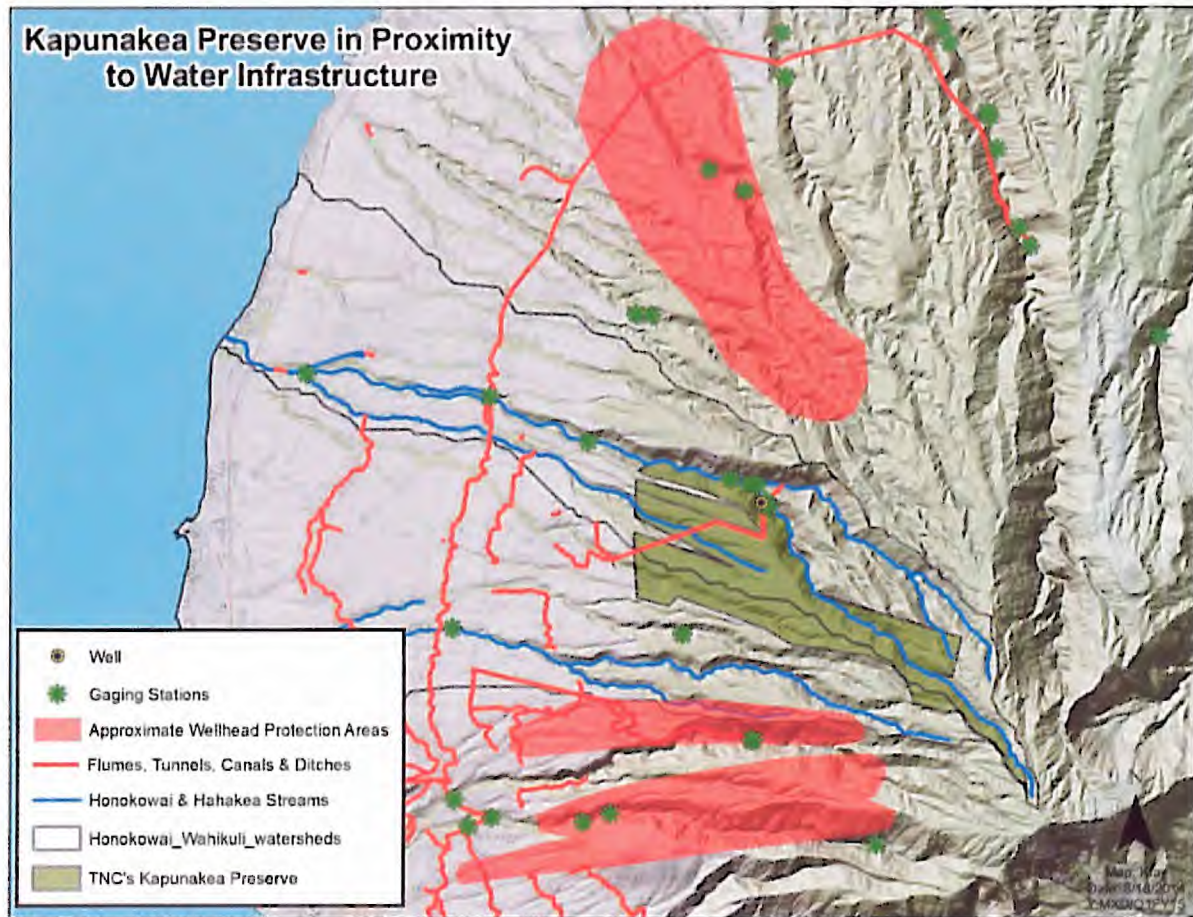 Kapunakea Preserve in Proximity
to Water Infrastructure
Well
Gaging Stations
Approximate Wellhead Protection Areas
Flumes, Tunnels, Canals & Ditches
Honokowai & Hahakea Streams
Honokowai_Wahikuli_watersheds
TNC's Kapunakea Preserve
N
Map: